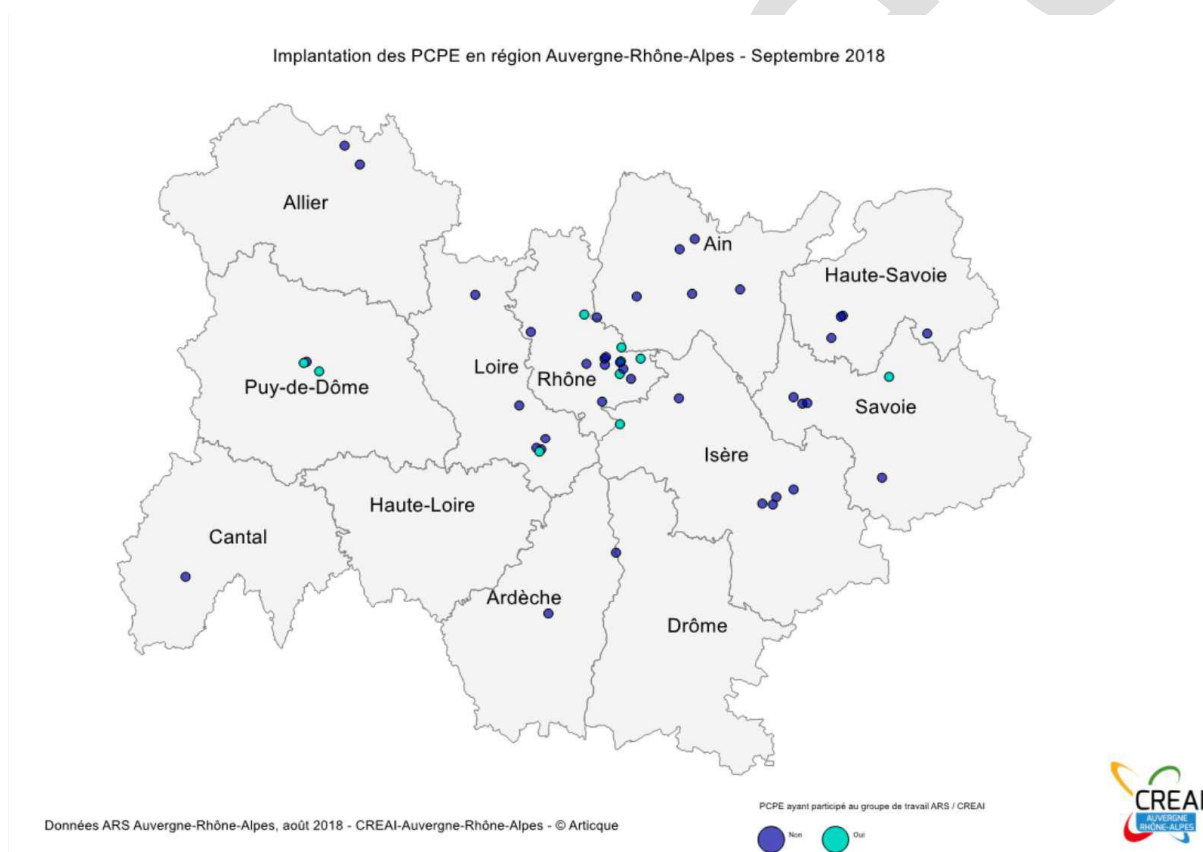 Implantation des PCPE en région Auvergne-Rhône-Alpes - Septembre 2018
Allier
Ain
Haute-Savoie
Loire
Rhône
Puy-de-Dôme
Savoie
Isère
Haute-Loire
Cantal
Ardèche
Drôme
PCPE ayant participé au groupe de travail ARS / CREAI
Non
Oui
Données ARS Auvergne-Rhône-Alpes, août 2018 - CREAI-Auvergne-Rhône-Alpes - © Articque
CREAI
AUVERGNE
RHÔNE-ALPES